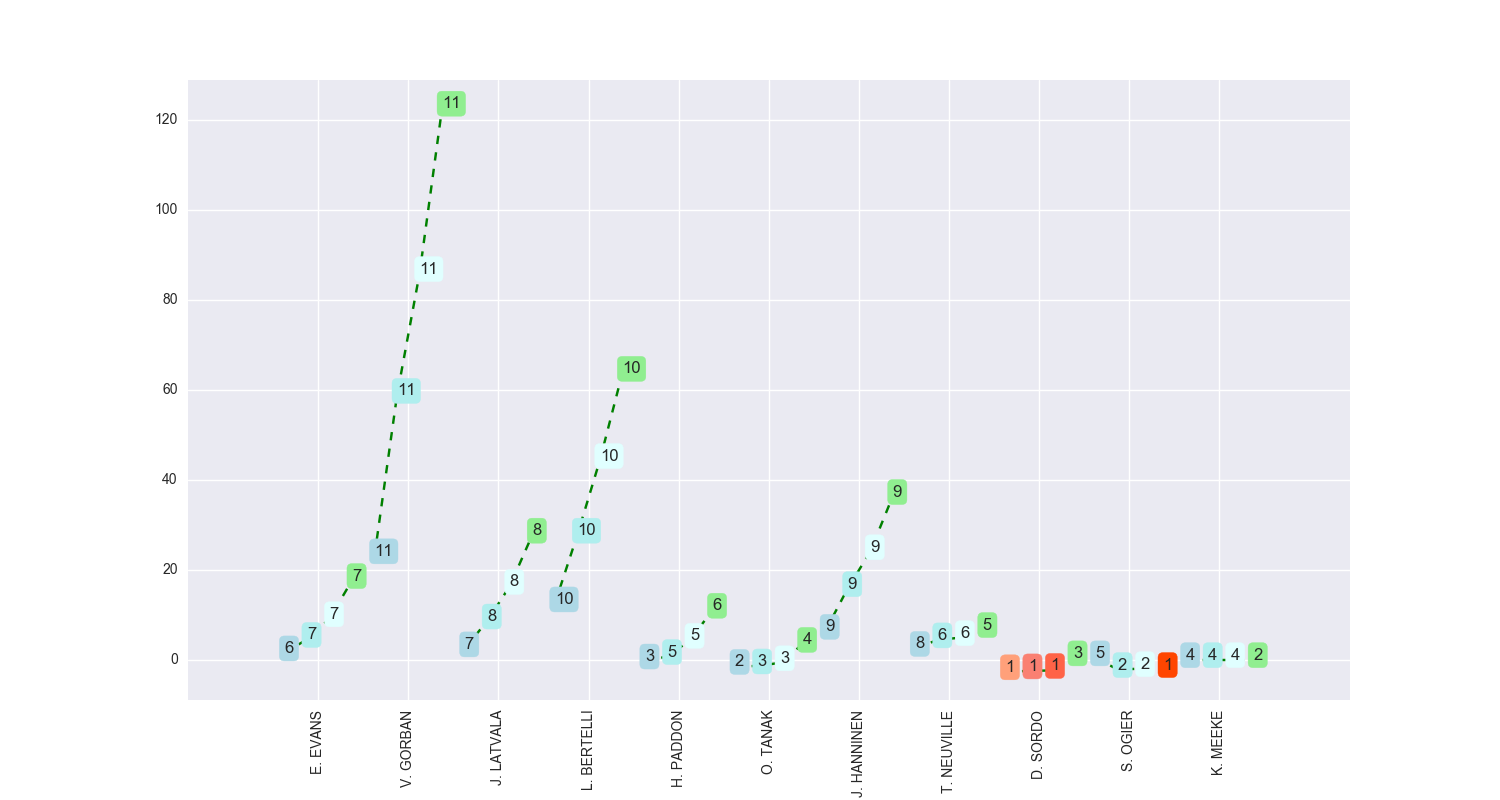 120
100
80
60
40
20
0
6 7 7 7
11 11 11 11
7 8 8 8
10 10 10 10
3 5 5 6
2 3 3 4
9 9 9 9
8 6 6 5
1 1 1 3
5 2 2 1
4 4 4 2
E. EVANS
V. GORBAN
J. LATVALA
L. BERTELLI
H. PADDON
O. TANAK
J. HANNINEN
T. NEUVILLE
D. SORDO
S. OGIER
K. MEEKE